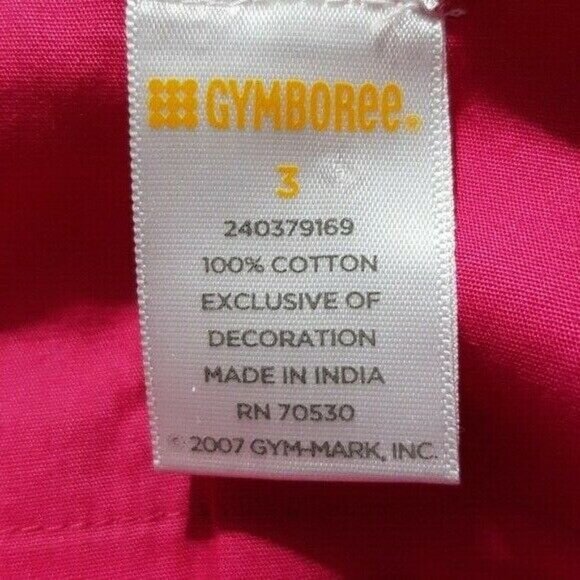 GYMBOREE®
3
240379169
100% COTTON
EXCLUSIVE OF
DECORATION
MADE IN INDIA
RN 70530
© 2007 GYM-MARK, INC.